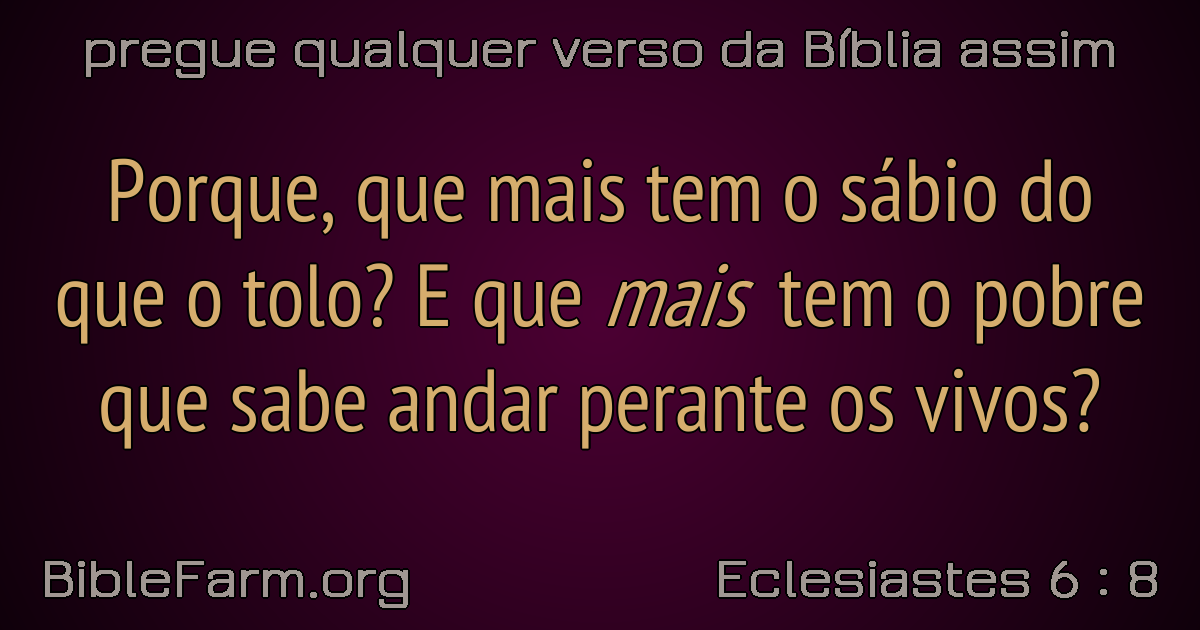 pregue qualquer verso da Bíblia assim
Porque, que mais tem o sábio do
que o tolo? E que mais tem o pobre
que sabe andar perante os vivos?
BibleFarm.org
Eclesiastes 6 : 8